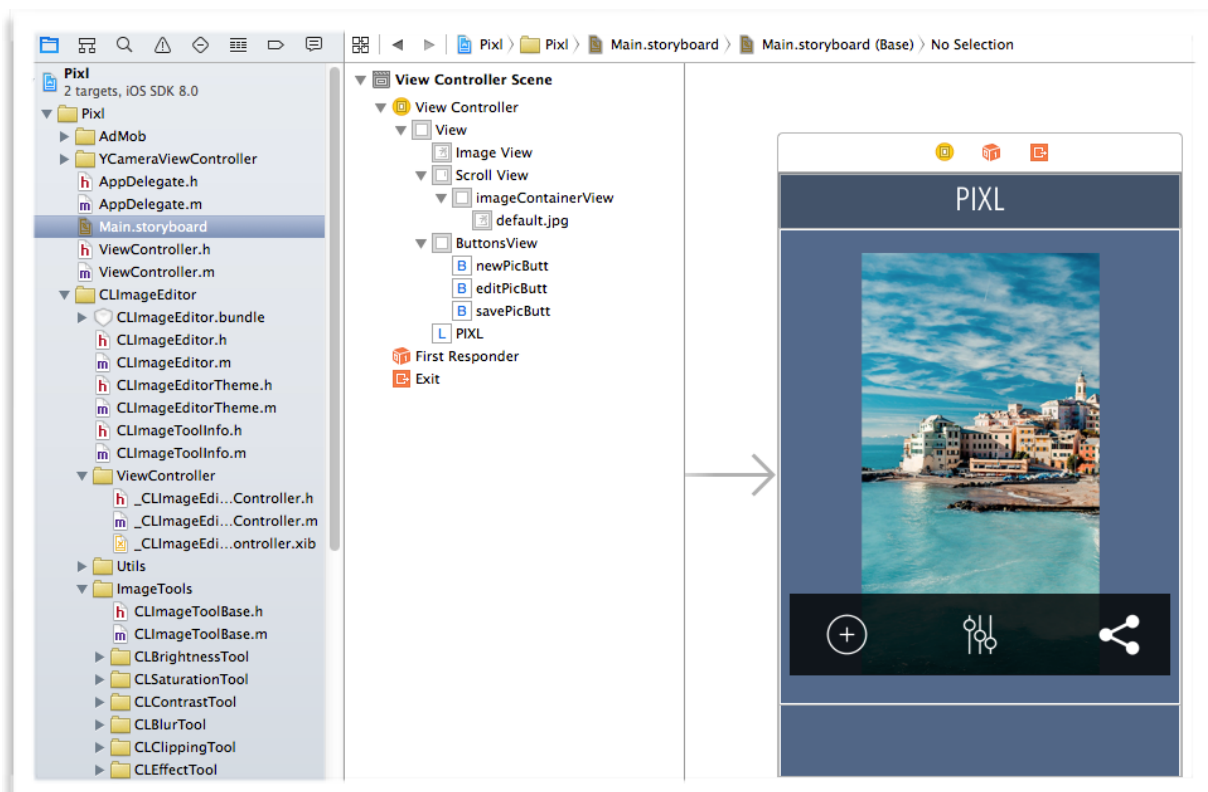 Pixl
2 targets, iOS SDK 8.0
Pixl
AdMob
YCameraViewController
h AppDelegate.h
m AppDelegate.m
Main.storyboard
h ViewController.h
m ViewController.m
CLImageEditor
CLImageEditor.bundle
h CLImageEditor.h
m CLImageEditor.m
h CLImageEditorTheme.h
m CLImageEditorTheme.m
h CLImageToolInfo.h
m CLImageToolInfo.m
ViewController
h _CLImageEdi...Controller.h
m _CLImageEdi...Controller.m
_CLImageEdi...ontroller.xib
Utils
ImageTools
h CLImageToolBase.h
m CLImageToolBase.m
CLBrightnessTool
CLSaturationTool
CLContrastTool
CLBlurTool
CLClippingTool
CLEffectTool
Pixl 〉 Pixl 〉 Main.storyboard 〉 Main.storyboard (Base) 〉 No Selection
View Controller Scene
View Controller
View
Image View
Scroll View
imageContainerView
default.jpg
ButtonsView
B newPicButt
B editPicButt
B savePicButt
L PIXL
First Responder
Exit
PIXL